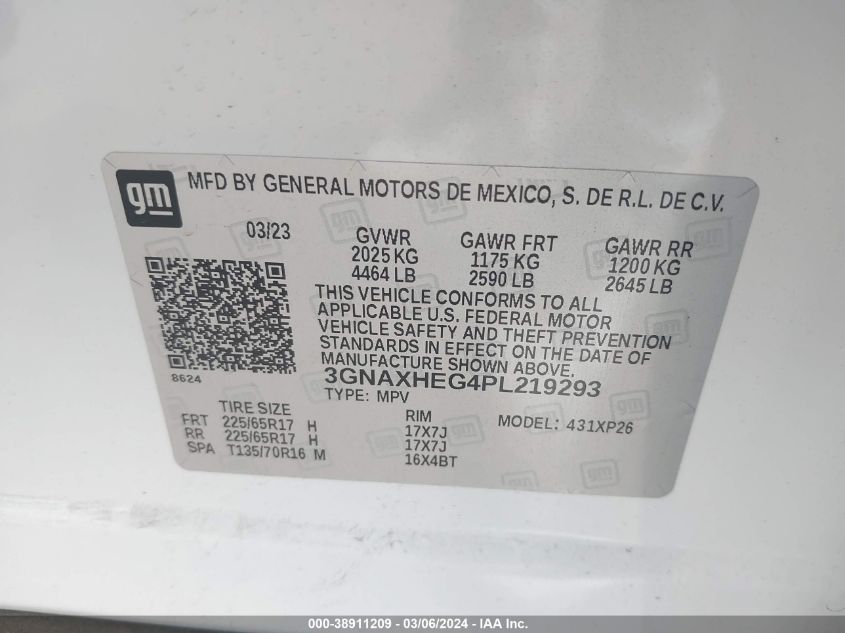 gm
MFD BY GENERAL MOTORS DE MEXICO, S. DE R.L. DE C.V.
03/23
GVWR GAWR FRT GAWR RR
2025 KG 1175 KG 1200 KG
4464 LB 2590 LB 2645 LB
THIS VEHICLE CONFORMS TO ALL
APPLICABLE U.S. FEDERAL MOTOR
VEHICLE SAFETY AND THEFT PREVENTION
STANDARDS IN EFFECT ON THE DATE OF
MANUFACTURE SHOWN ABOVE.
8624
3GNAXHEG4PL219293
TYPE: MPV
TIRE SIZE RIM MODEL: 431XP26
FRT 225/65R17 H 17X7J
RR 225/65R17 H 17X7J
SPA T135/70R16 M 16X4BT
000-38911209 - 03/06/2024 - IAA Inc.